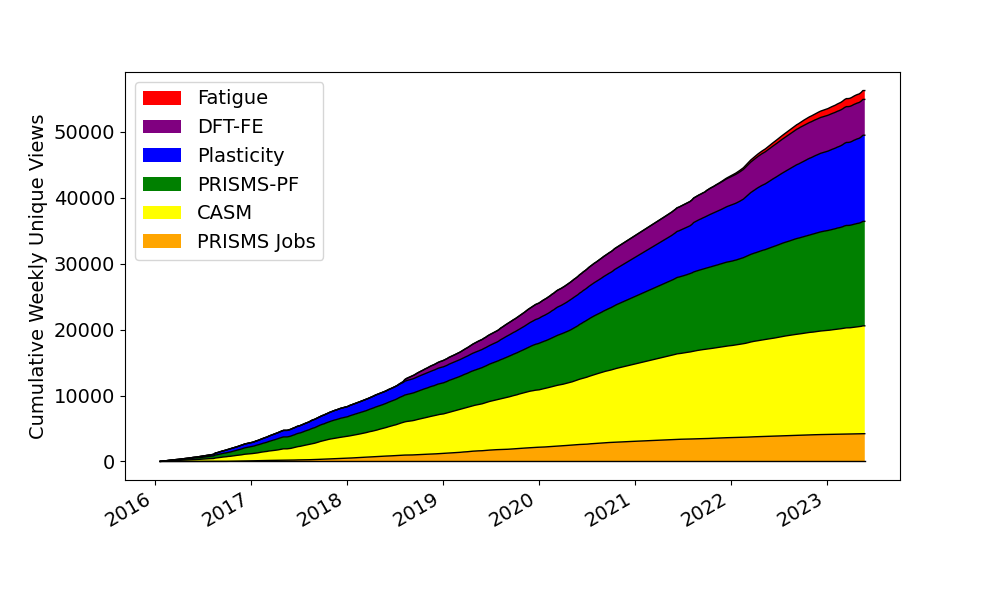 Fatigue
DFT-FE
Plasticity
PRISMS-PF
CASM
PRISMS Jobs
Cumulative Weekly Unique Views
50000
40000
30000
20000
10000
0
2016
2017
2018
2019
2020
2021
2022
2023